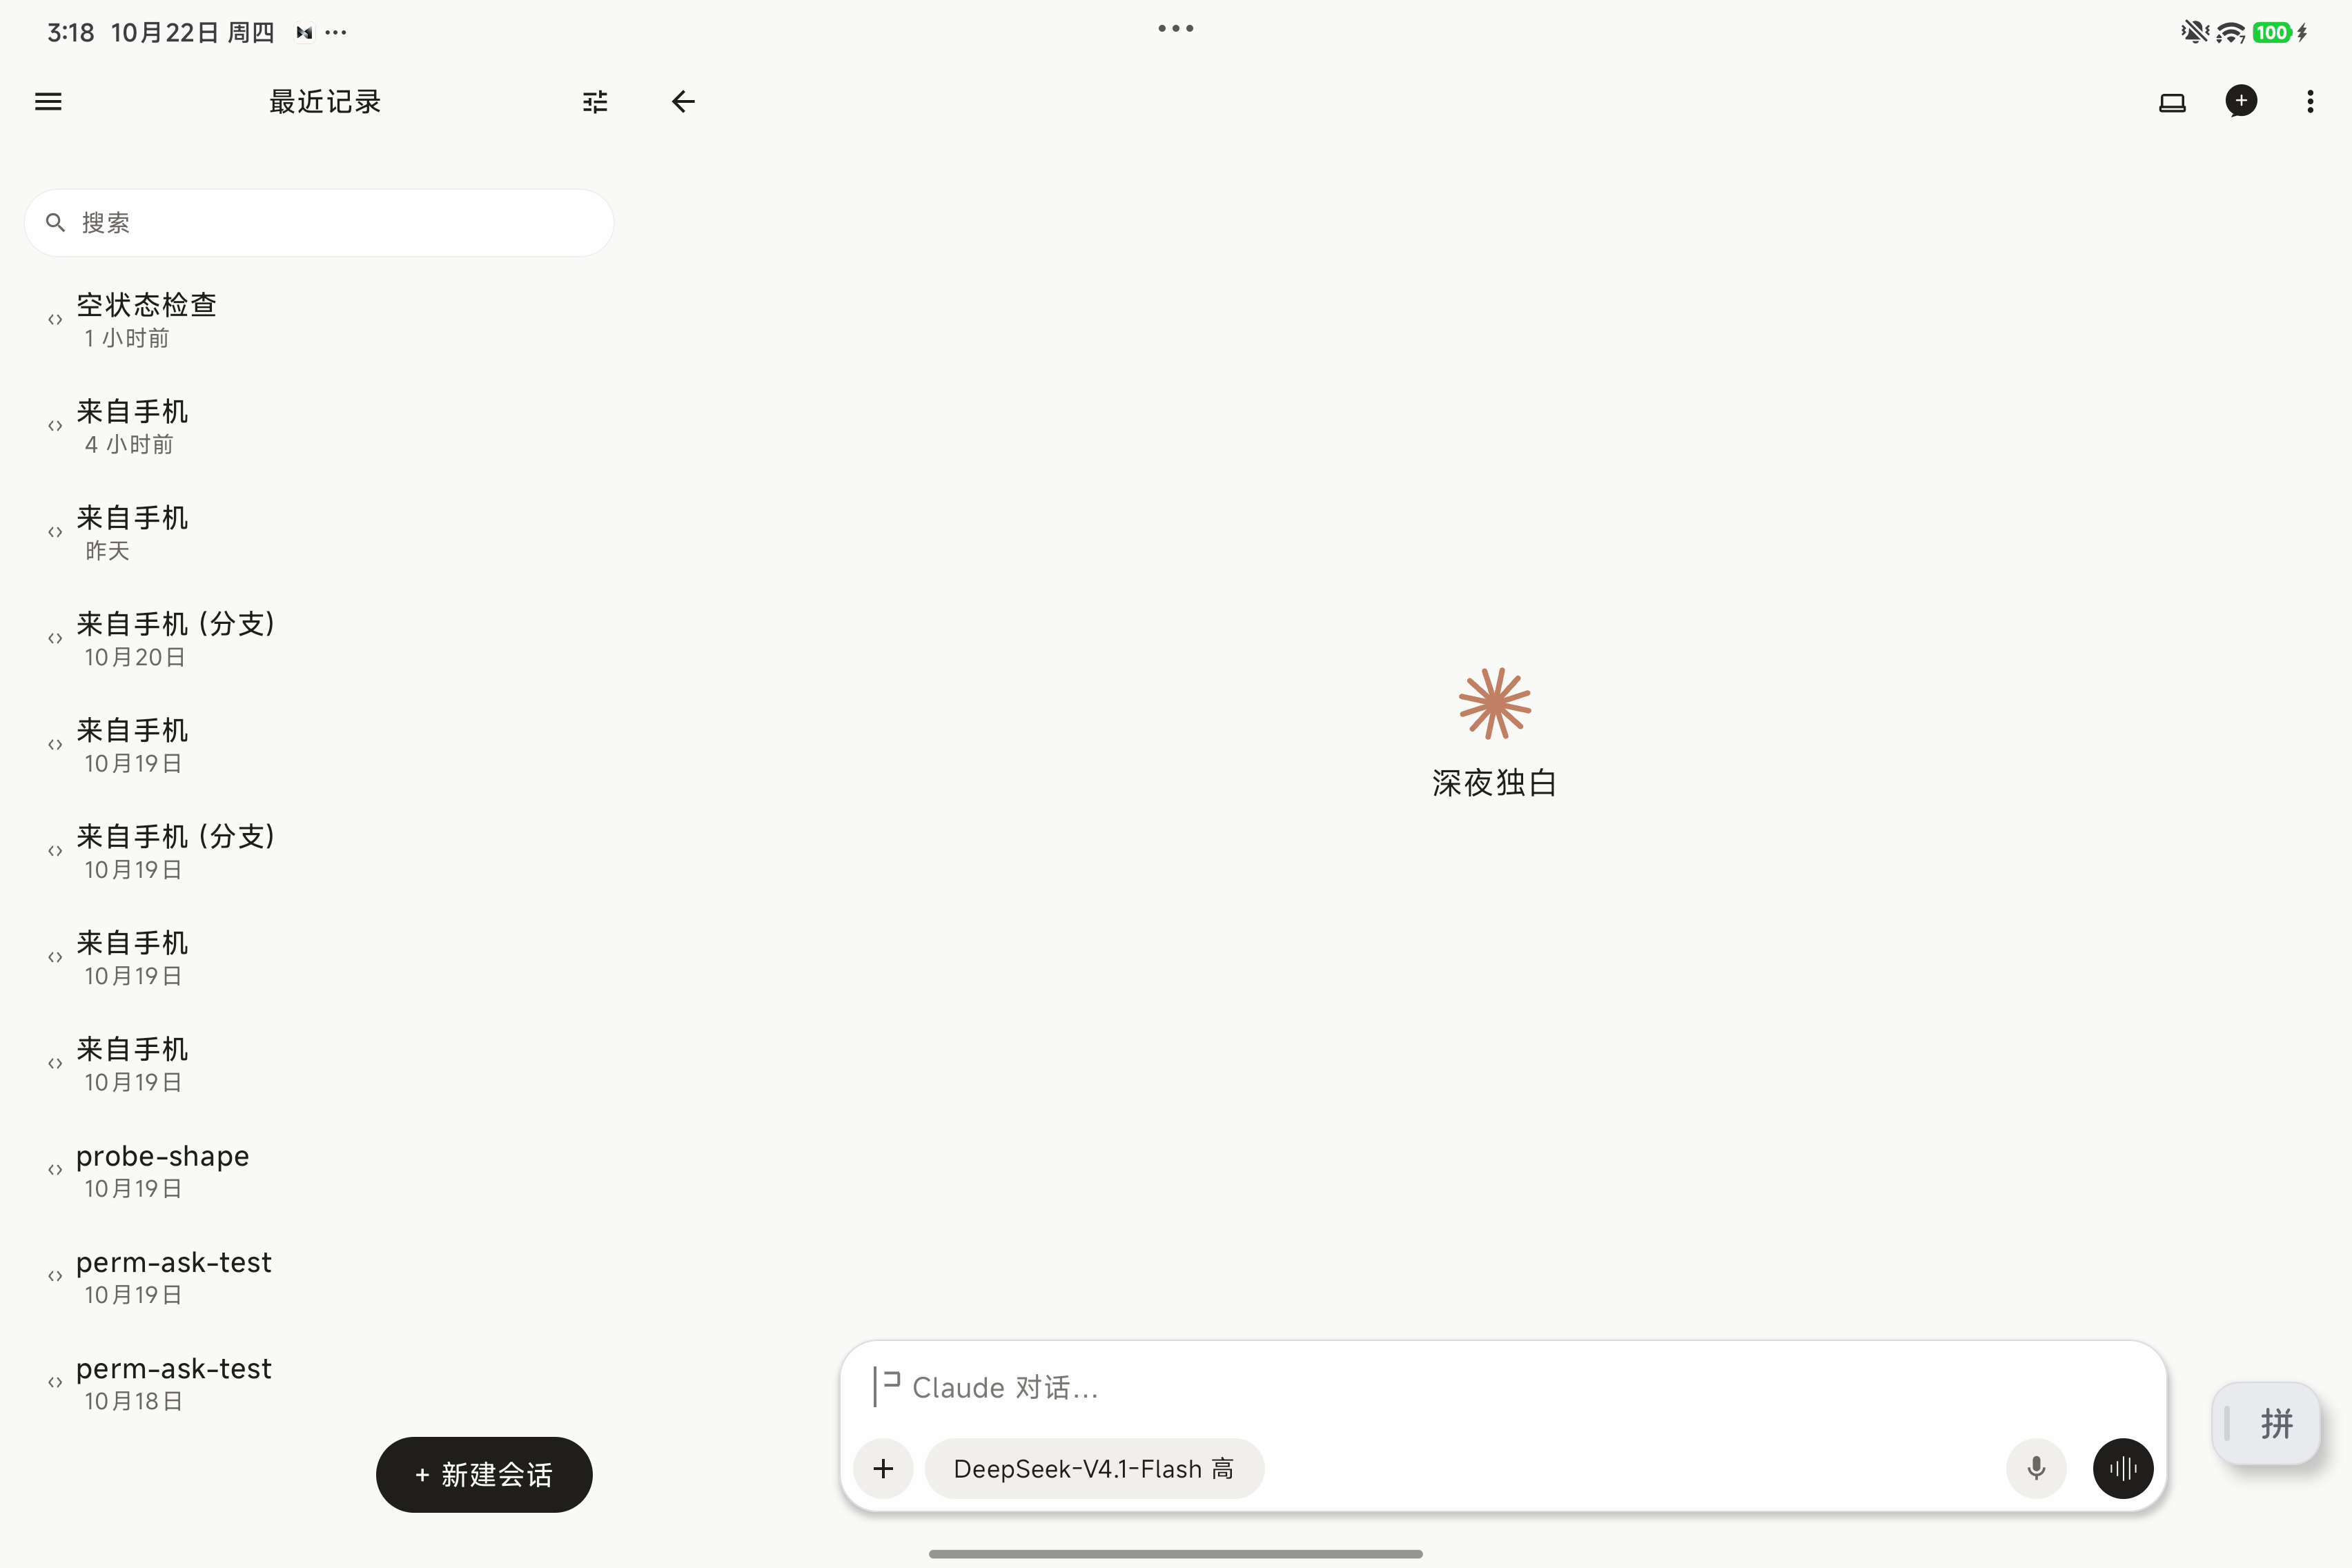 3:18 10月22日 周四
100
最近记录
搜索
空状态检查
1 小时前
来自手机
4 小时前
来自手机
昨天
来自手机 (分支)
10月20日
来自手机
10月19日
来自手机 (分支)
10月19日
来自手机
10月19日
来自手机
10月19日
probe-shape
10月19日
perm-ask-test
10月19日
perm-ask-test
10月18日
+ 新建会话
深夜独白
Claude 对话...
DeepSeek-V4.1-Flash 高
拼